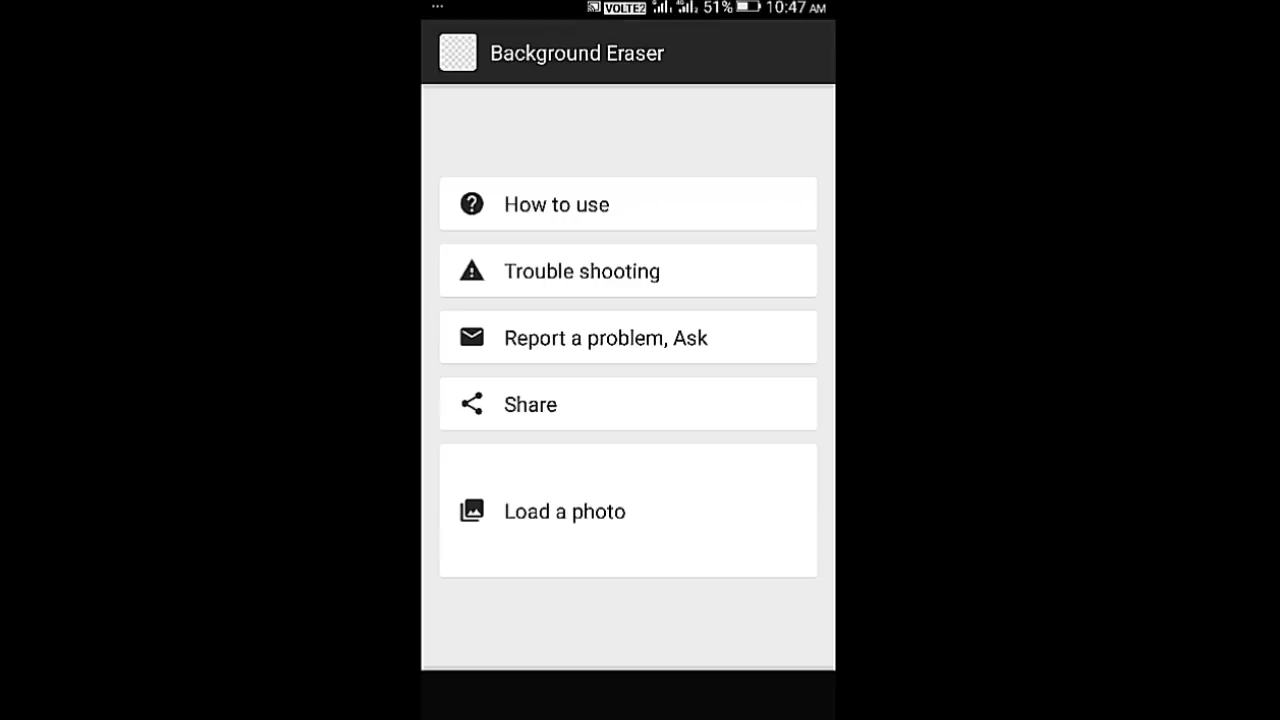 ... VOLTE2 51% 10:47 AM
Background Eraser
How to use
Trouble shooting
Report a problem, Ask
Share
Load a photo